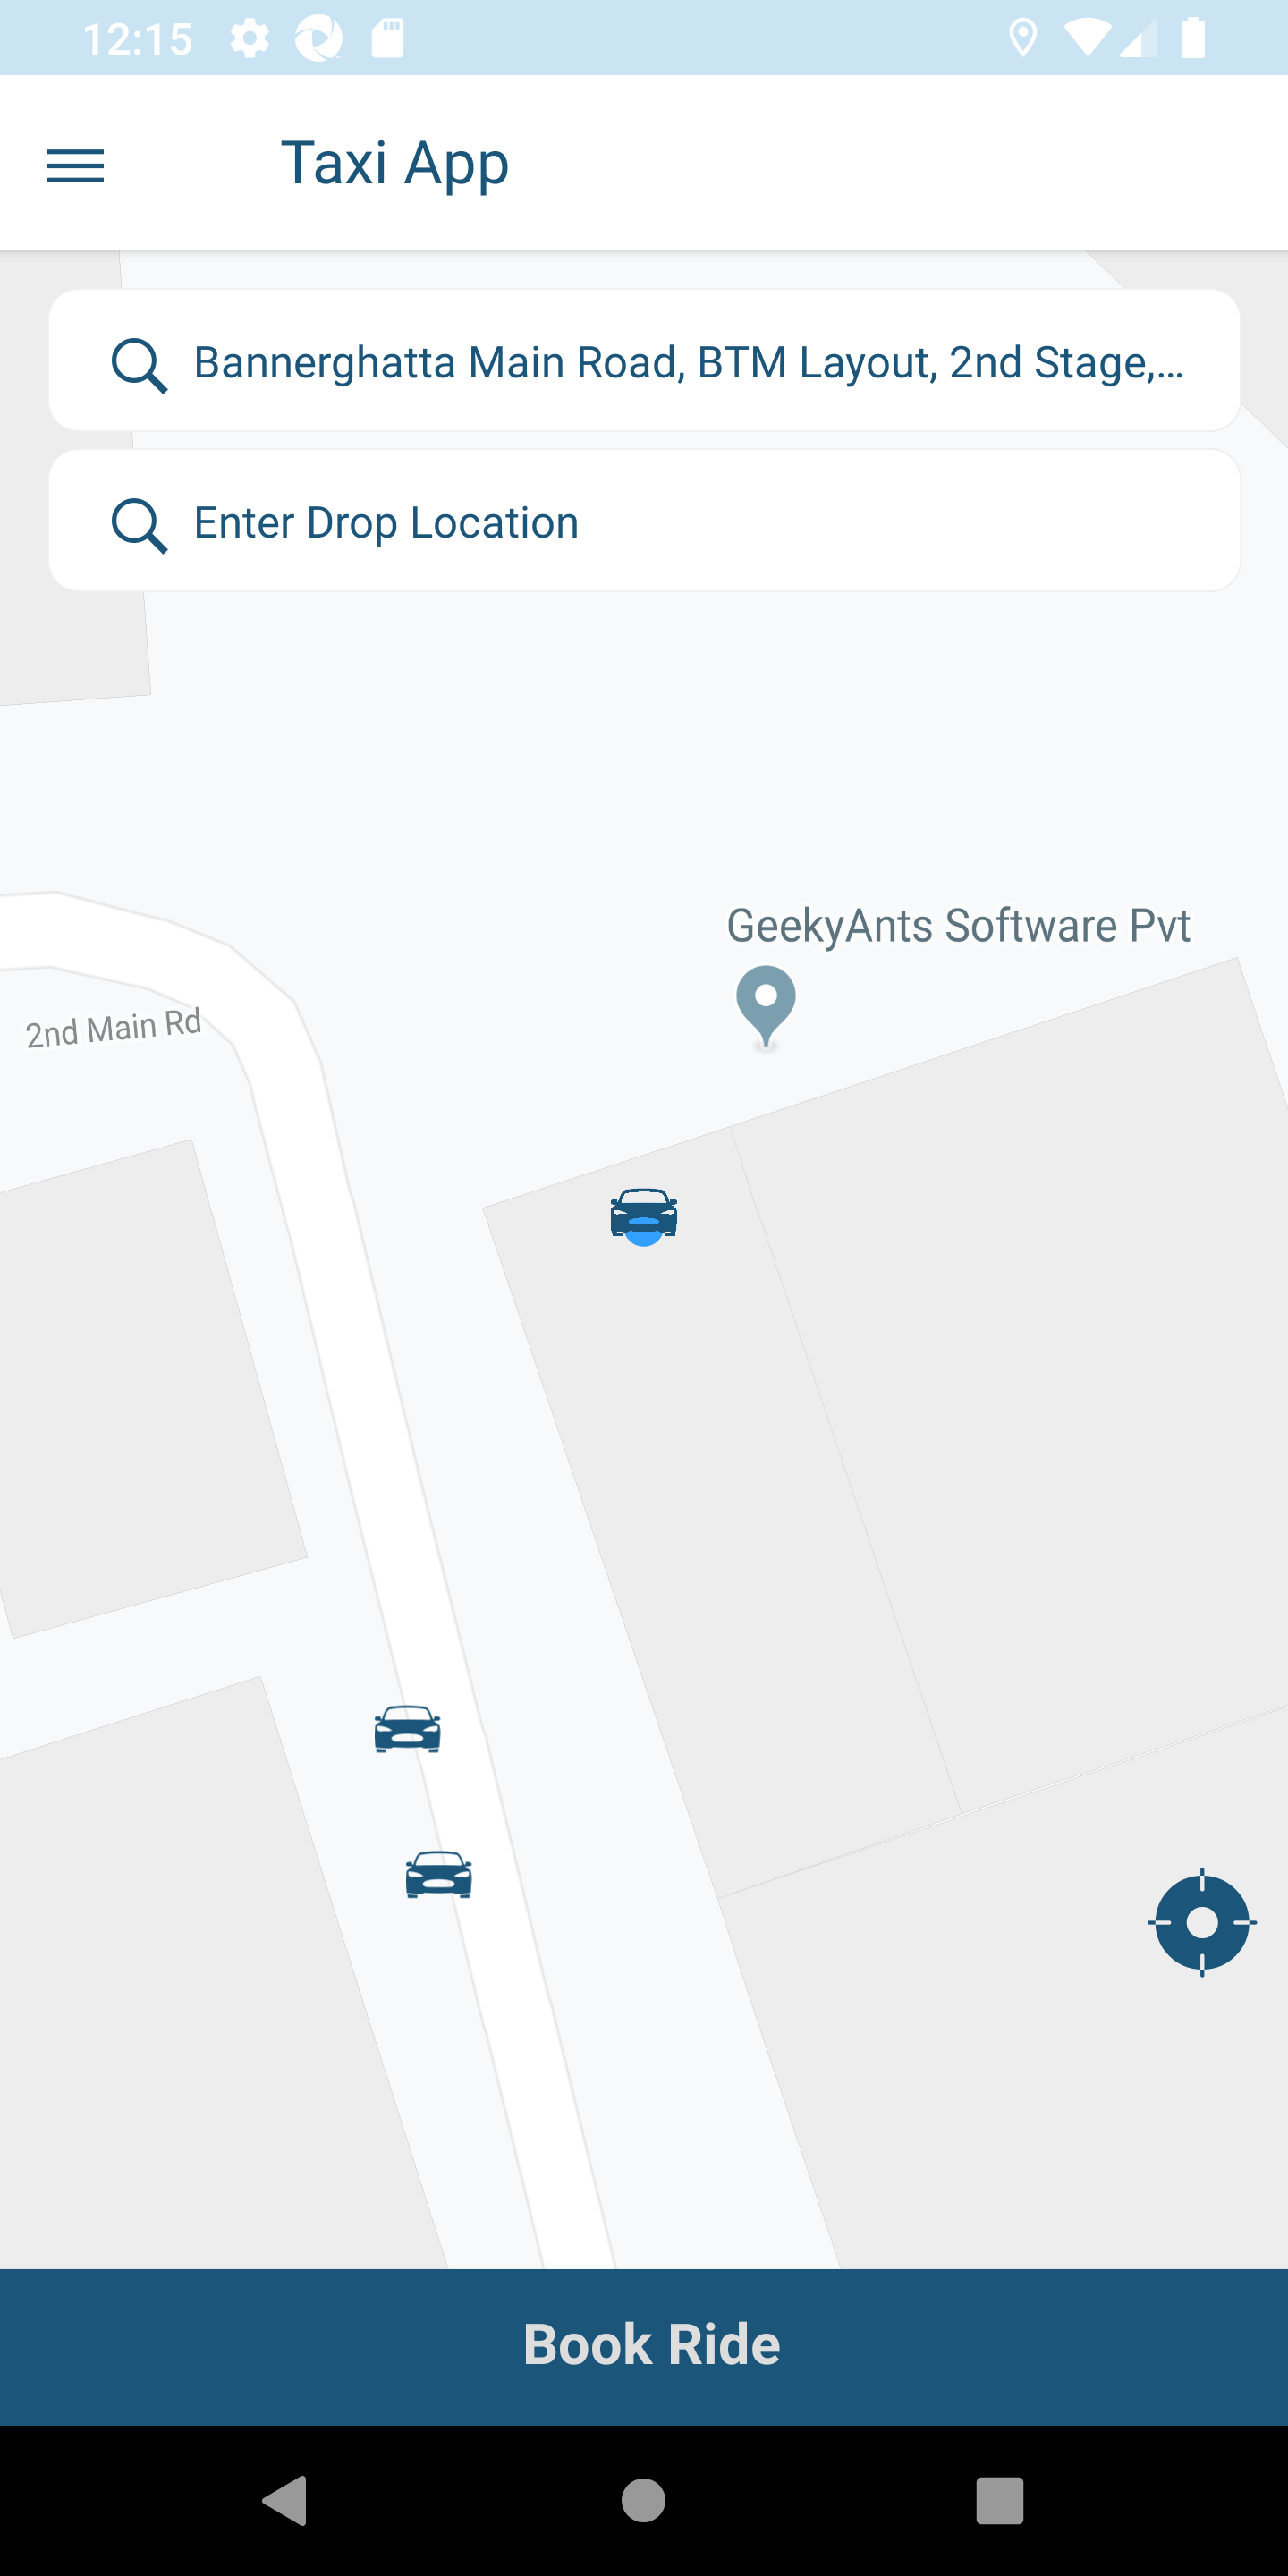 12:15
Taxi App
Bannerghatta Main Road, BTM Layout, 2nd Stage,...
Enter Drop Location
GeekyAnts Software Pvt
2nd Main Rd
Book Ride